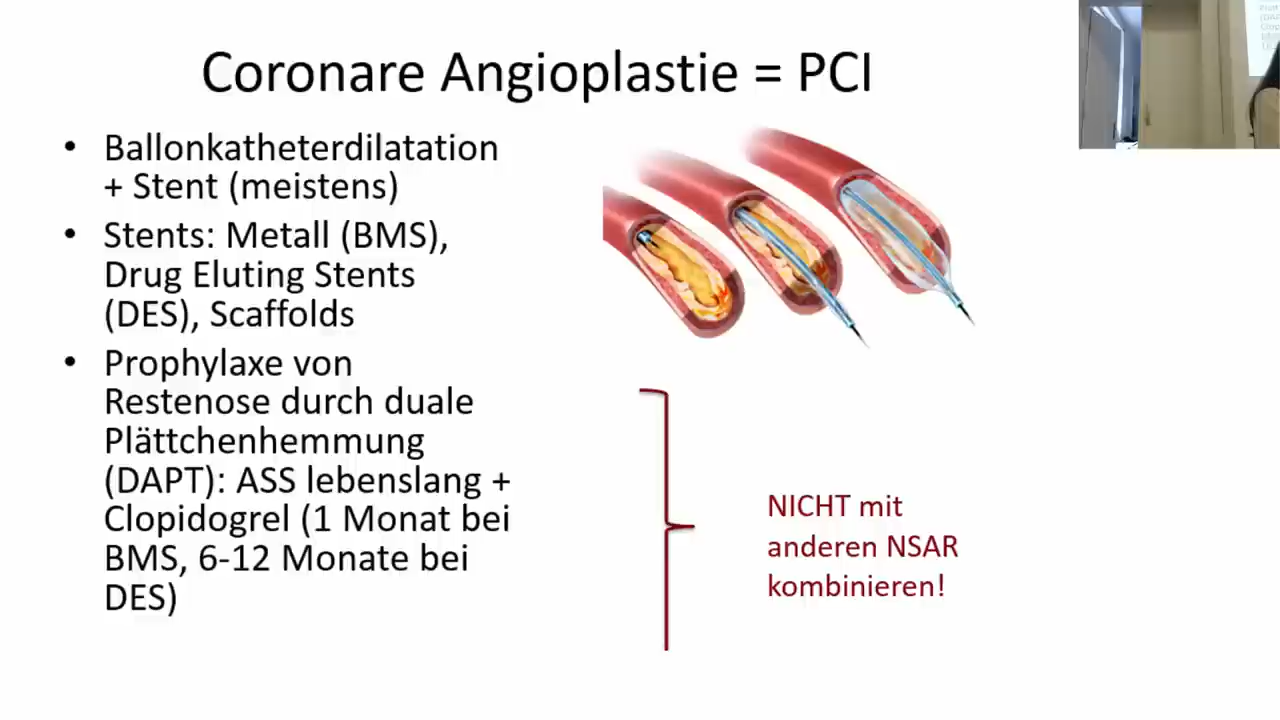 Coronare Angioplastie = PCI
• Ballonkatheterdilatation
+ Stent (meistens)
• Stents: Metall (BMS),
Drug Eluting Stents
(DES), Scaffolds
• Prophylaxe von
Restenose durch duale
Plättchenhemmung
(DAPT): ASS lebenslang +
Clopidogrel (1 Monat bei
BMS, 6-12 Monate bei
DES)
NICHT mit
anderen NSAR
kombinieren!